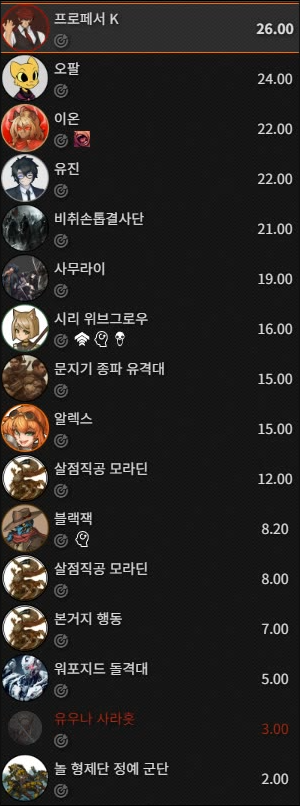 프로페서 K
26.00
오팔
24.00
이온
22.00
유진
22.00
비취손톱결사단
21.00
사무라이
19.00
시리 위브그로우
16.00
문지기 종파 유격대
15.00
알렉스
15.00
살점직공 모라딘
12.00
블랙잭
8.20
살점직공 모라딘
8.00
본거지 행동
7.00
워포지드 돌격대
5.00
유우나 사라홋
3.00
놀 형제단 정예 군단
2.00